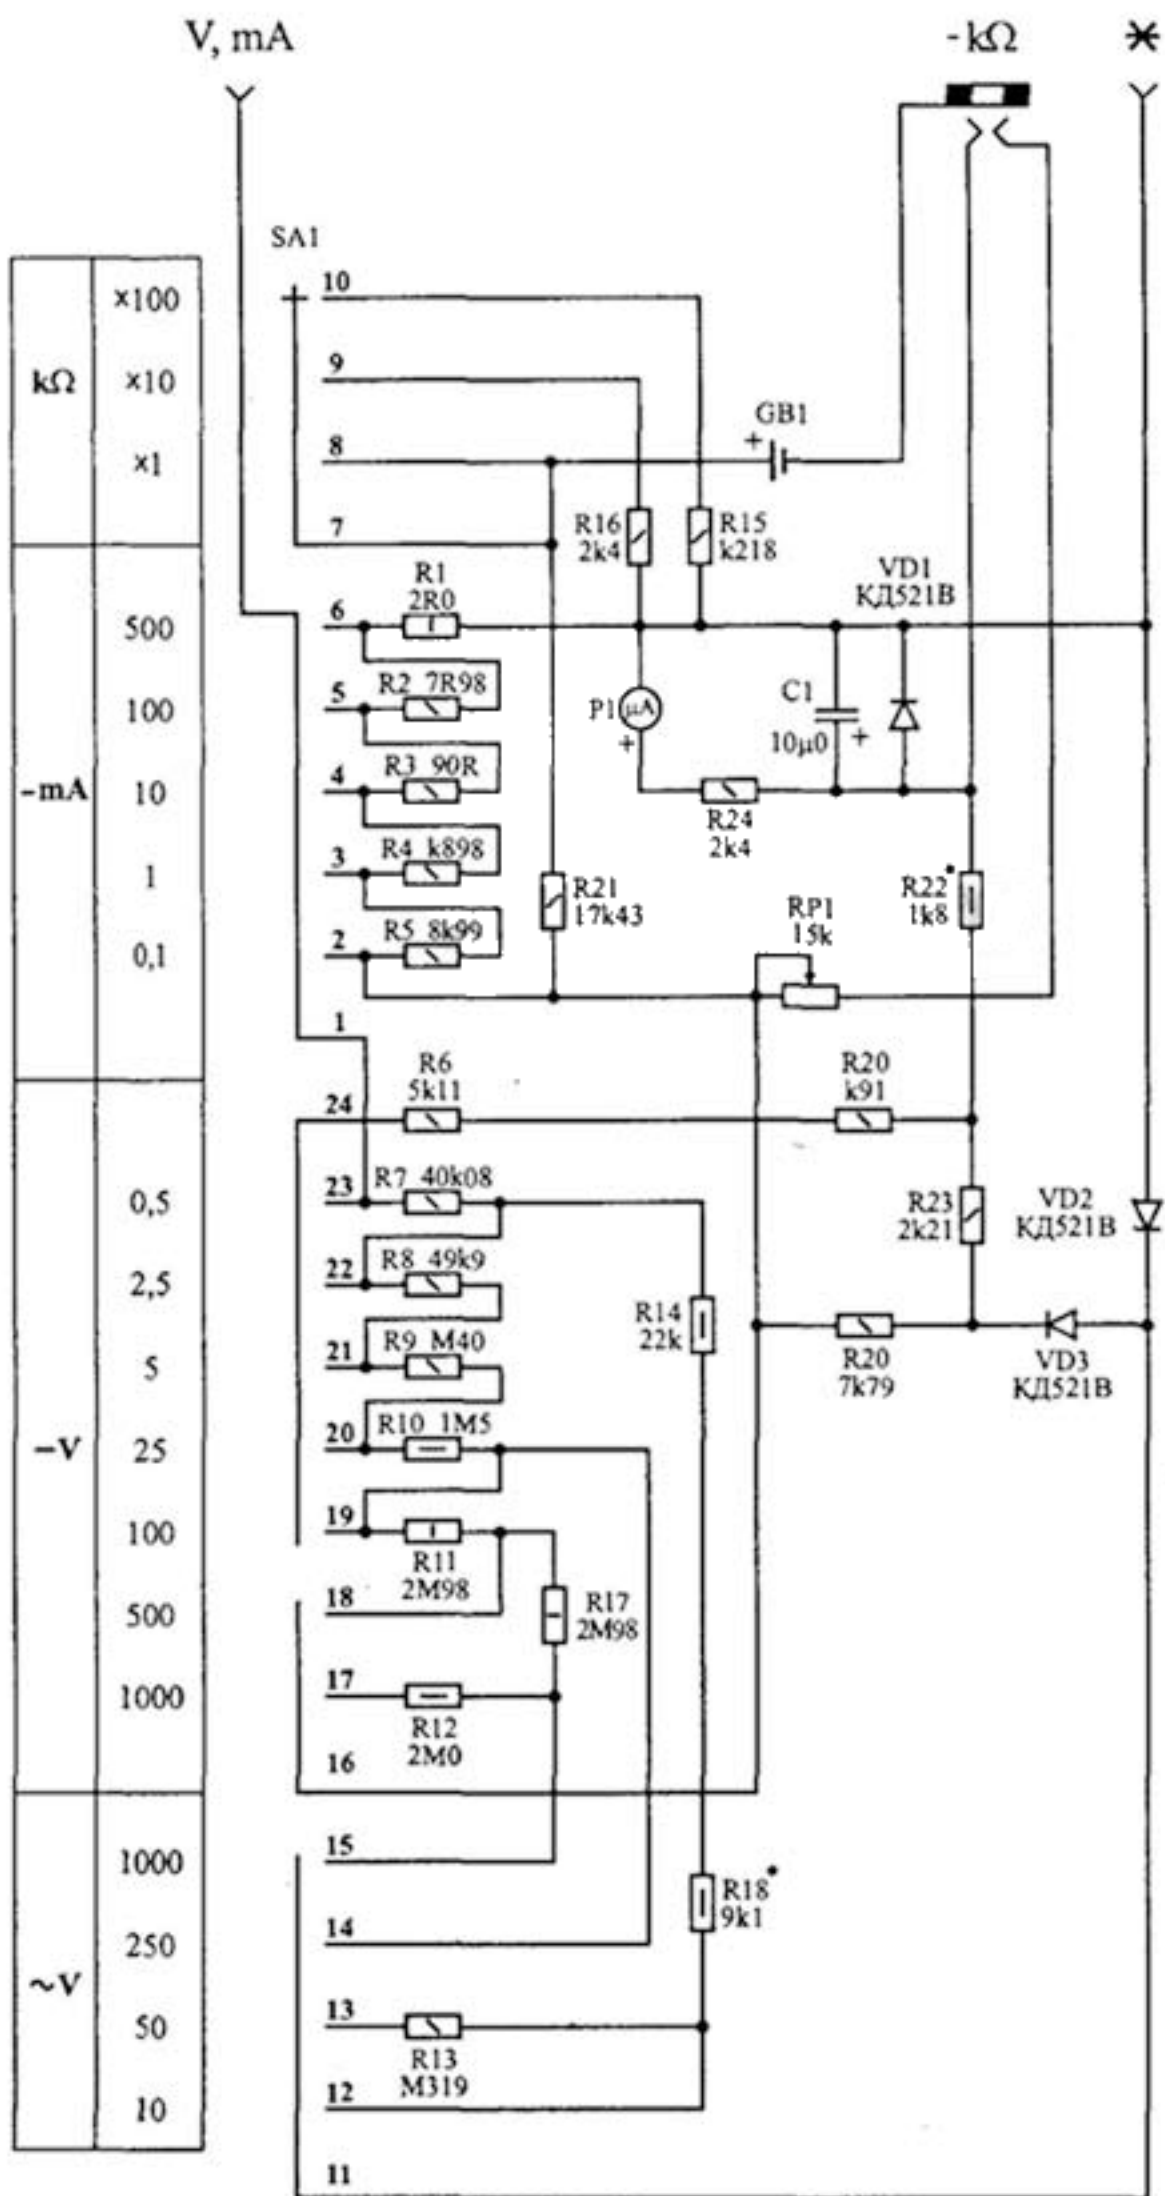 V, mA
-kΩ
SA1
kΩ
×100
×10
×1
10
9
8
7
GB1
+
R16
2k4
R15
k218
VD1
КД521В
-mA
500
100
10
1
0,1
6
R1
2R0
5
R2 7R98
4
R3 90R
3
R4 k898
2
R5 8k99
1
P1
μA
+
C1
10μ0
+
R24
2k4
R21
17k43
RP1
15k
R22*
1k8
24
R6
5k11
R20
k91
–V
0,5
2,5
5
25
100
500
1000
23
R7 40k08
22
R8 49k9
21
R9 M40
20
R10 1M5
19
R11
2M98
18
R17
2M98
17
R12
2M0
16
R14
22k
R23
2k21
VD2
КД521В
R20
7k79
VD3
КД521В
~V
1000
250
50
10
15
14
R18*
9k1
13
R13
M319
12
11